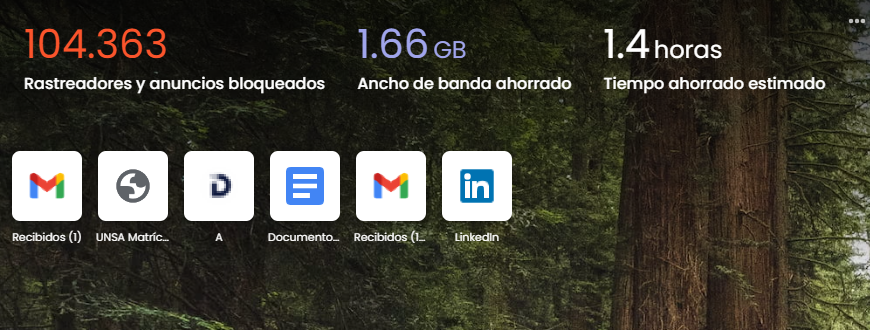 104.363
1.66 GB
1.4 horas
Rastreadores y anuncios bloqueados
Ancho de banda ahorrado
Tiempo ahorrado estimado
D
in
Recibidos (1)
UNSA Matríc...
A
Documento...
Recibidos (1...
LinkedIn